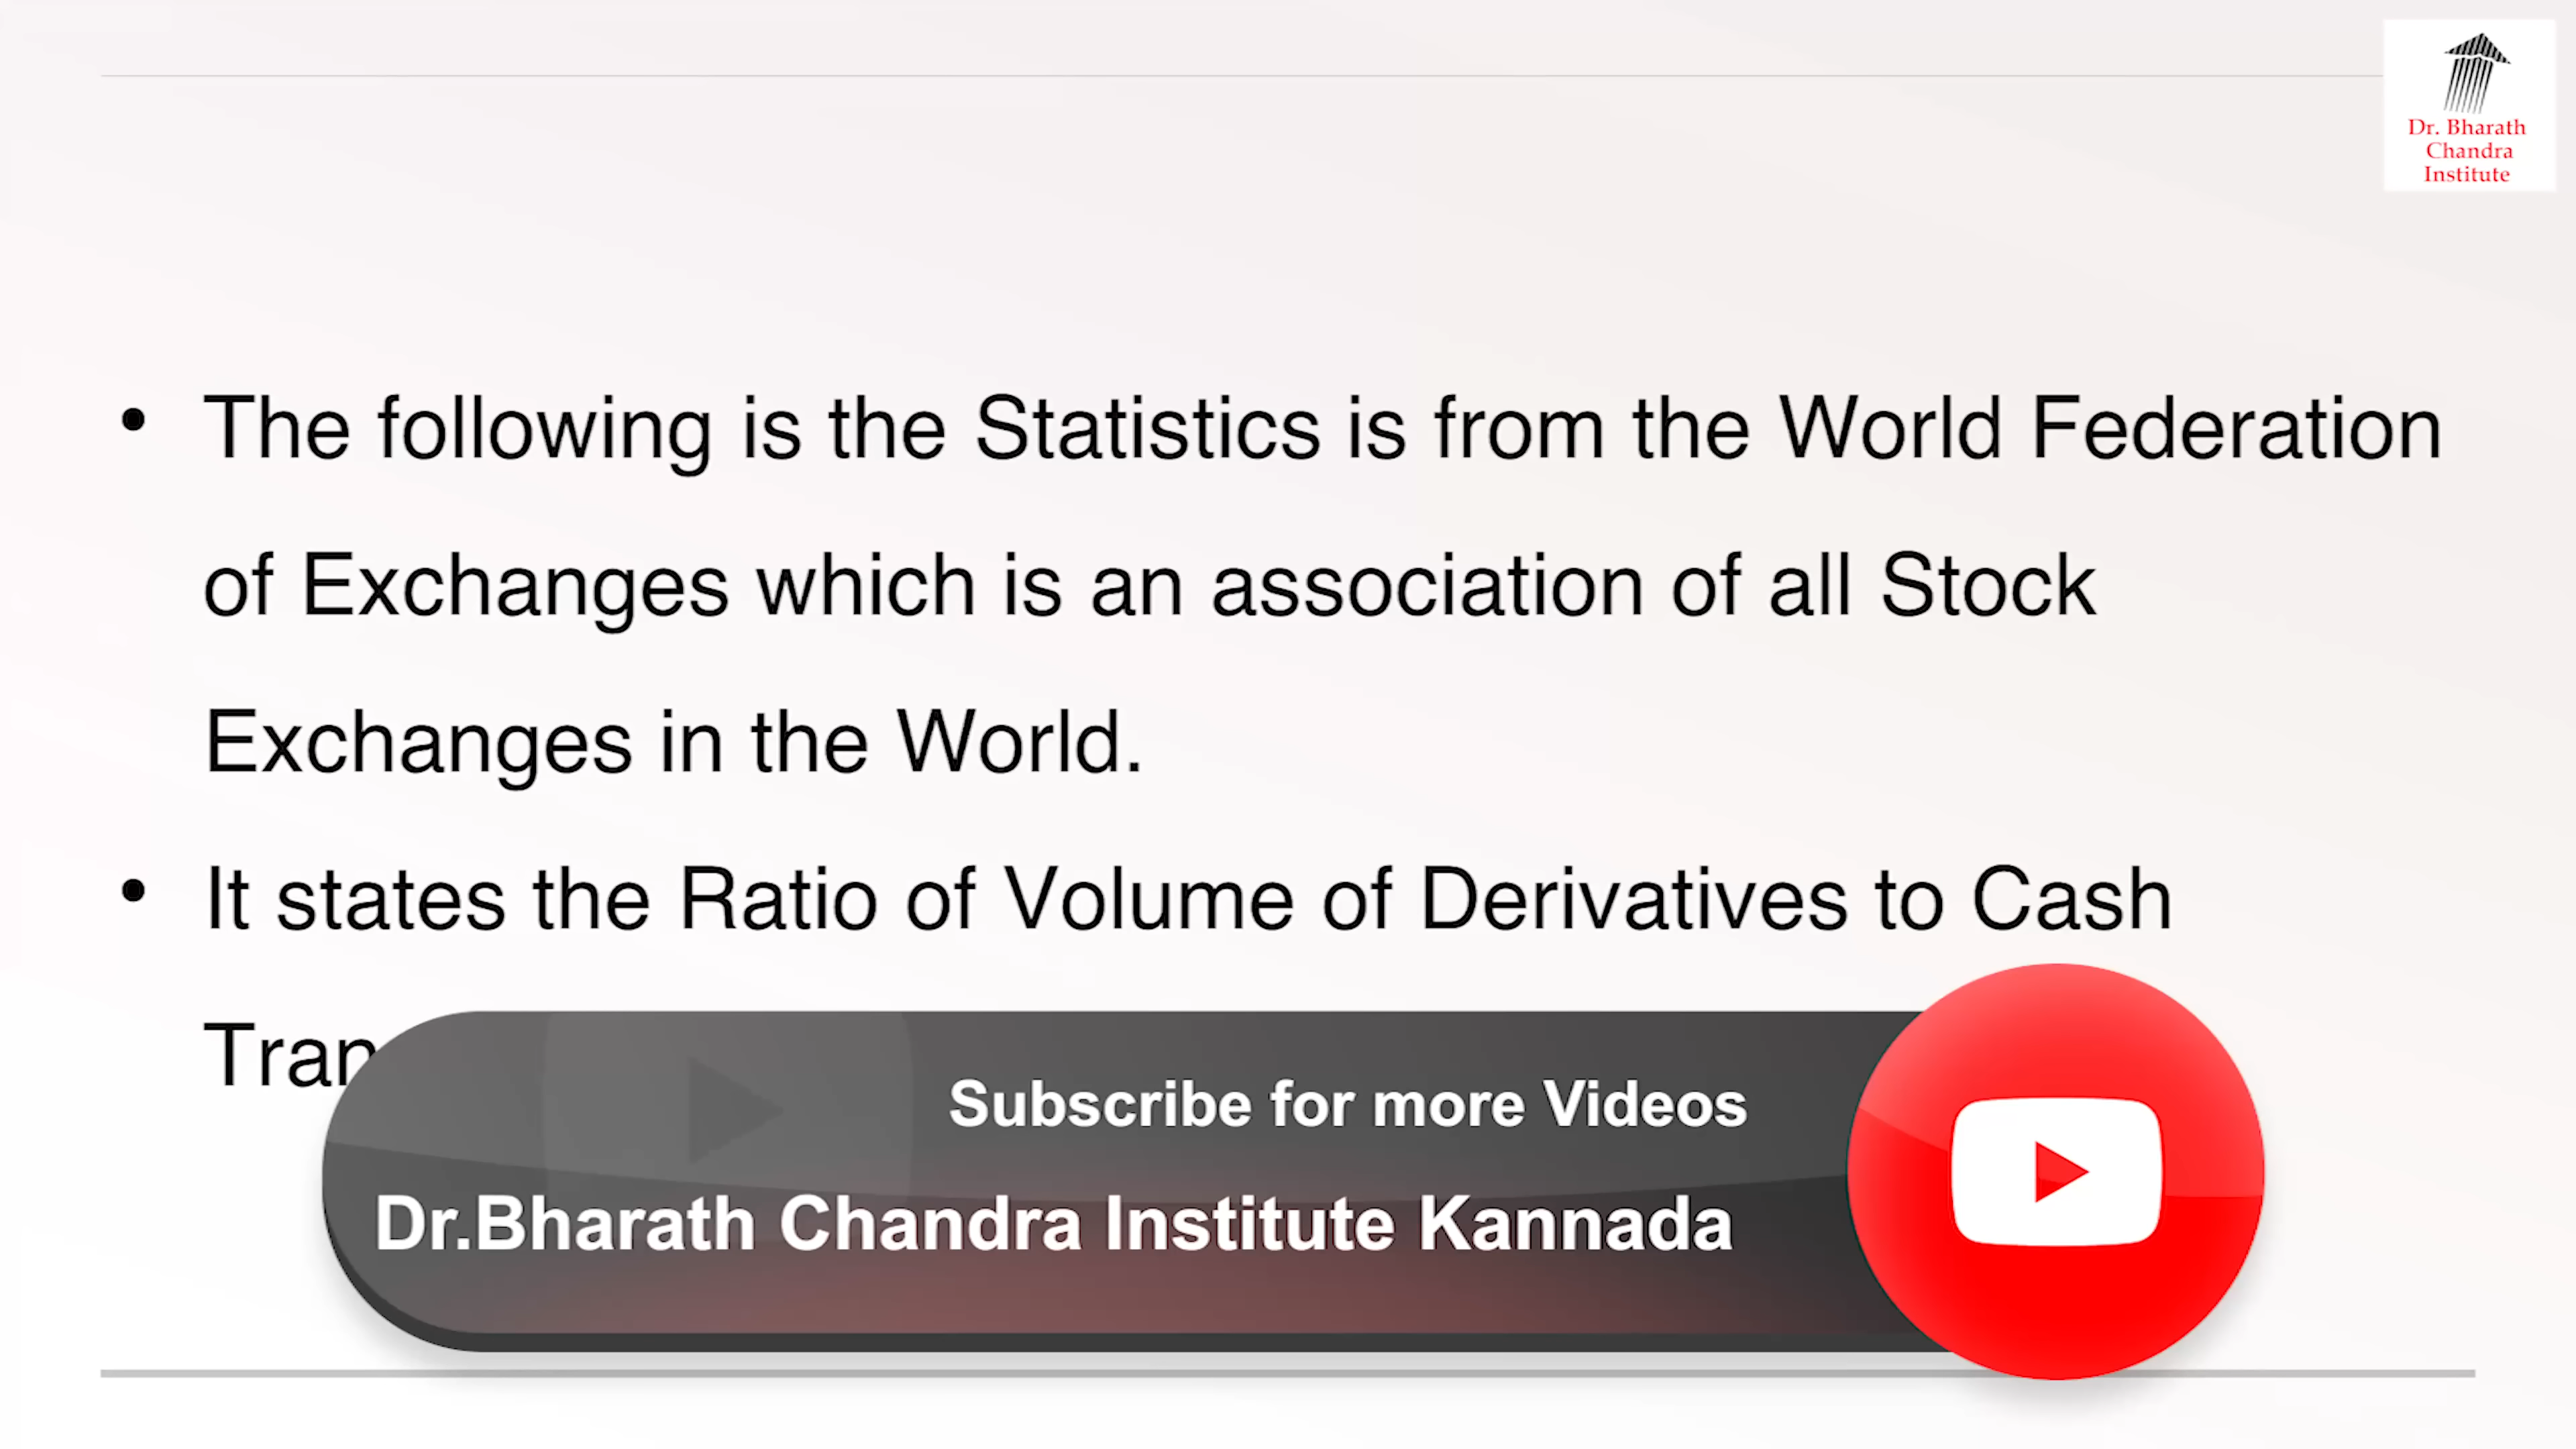 Dr. Bharath
Chandra
Institute
• The following is the Statistics is from the World Federation
of Exchanges which is an association of all Stock
Exchanges in the World.
• It states the Ratio of Volume of Derivatives to Cash
Subscribe for more Videos
Dr.Bharath Chandra Institute Kannada